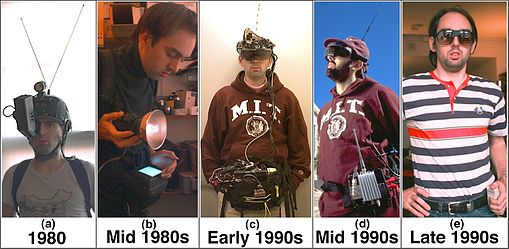 M.I.T.
M.I.T.
(a)
(b)
(c)
(d)
(e)
1980
Mid 1980s
Early 1990s
Mid 1990s
Late 1990s